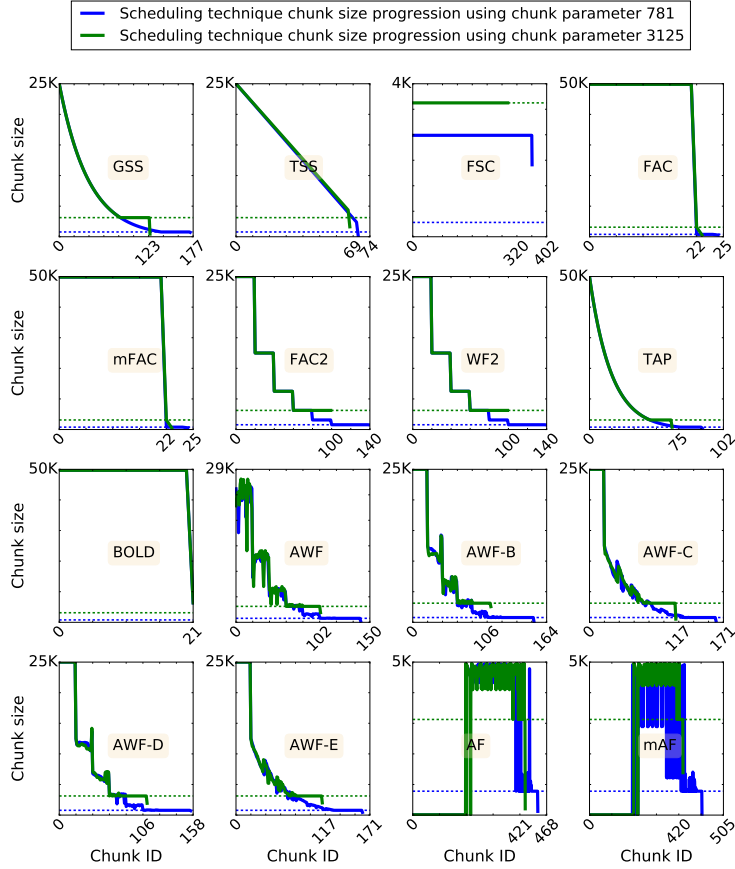 Scheduling technique chunk size progression using chunk parameter 781
Scheduling technique chunk size progression using chunk parameter 3125
Chunk size
25K
GSS
0
123
177
25K
TSS
0
69
74
4K
FSC
0
320
402
50K
FAC
0
22
25
Chunk size
50K
mFAC
0
22
25
25K
FAC2
0
100
140
25K
WF2
0
100
140
50K
TAP
0
75
102
Chunk size
50K
BOLD
0
21
29K
AWF
0
102
150
25K
AWF-B
0
106
164
25K
AWF-C
0
117
171
Chunk size
25K
AWF-D
0
106
158
25K
AWF-E
0
117
171
5K
AF
0
421
468
5K
mAF
0
420
505
Chunk ID
Chunk ID
Chunk ID
Chunk ID